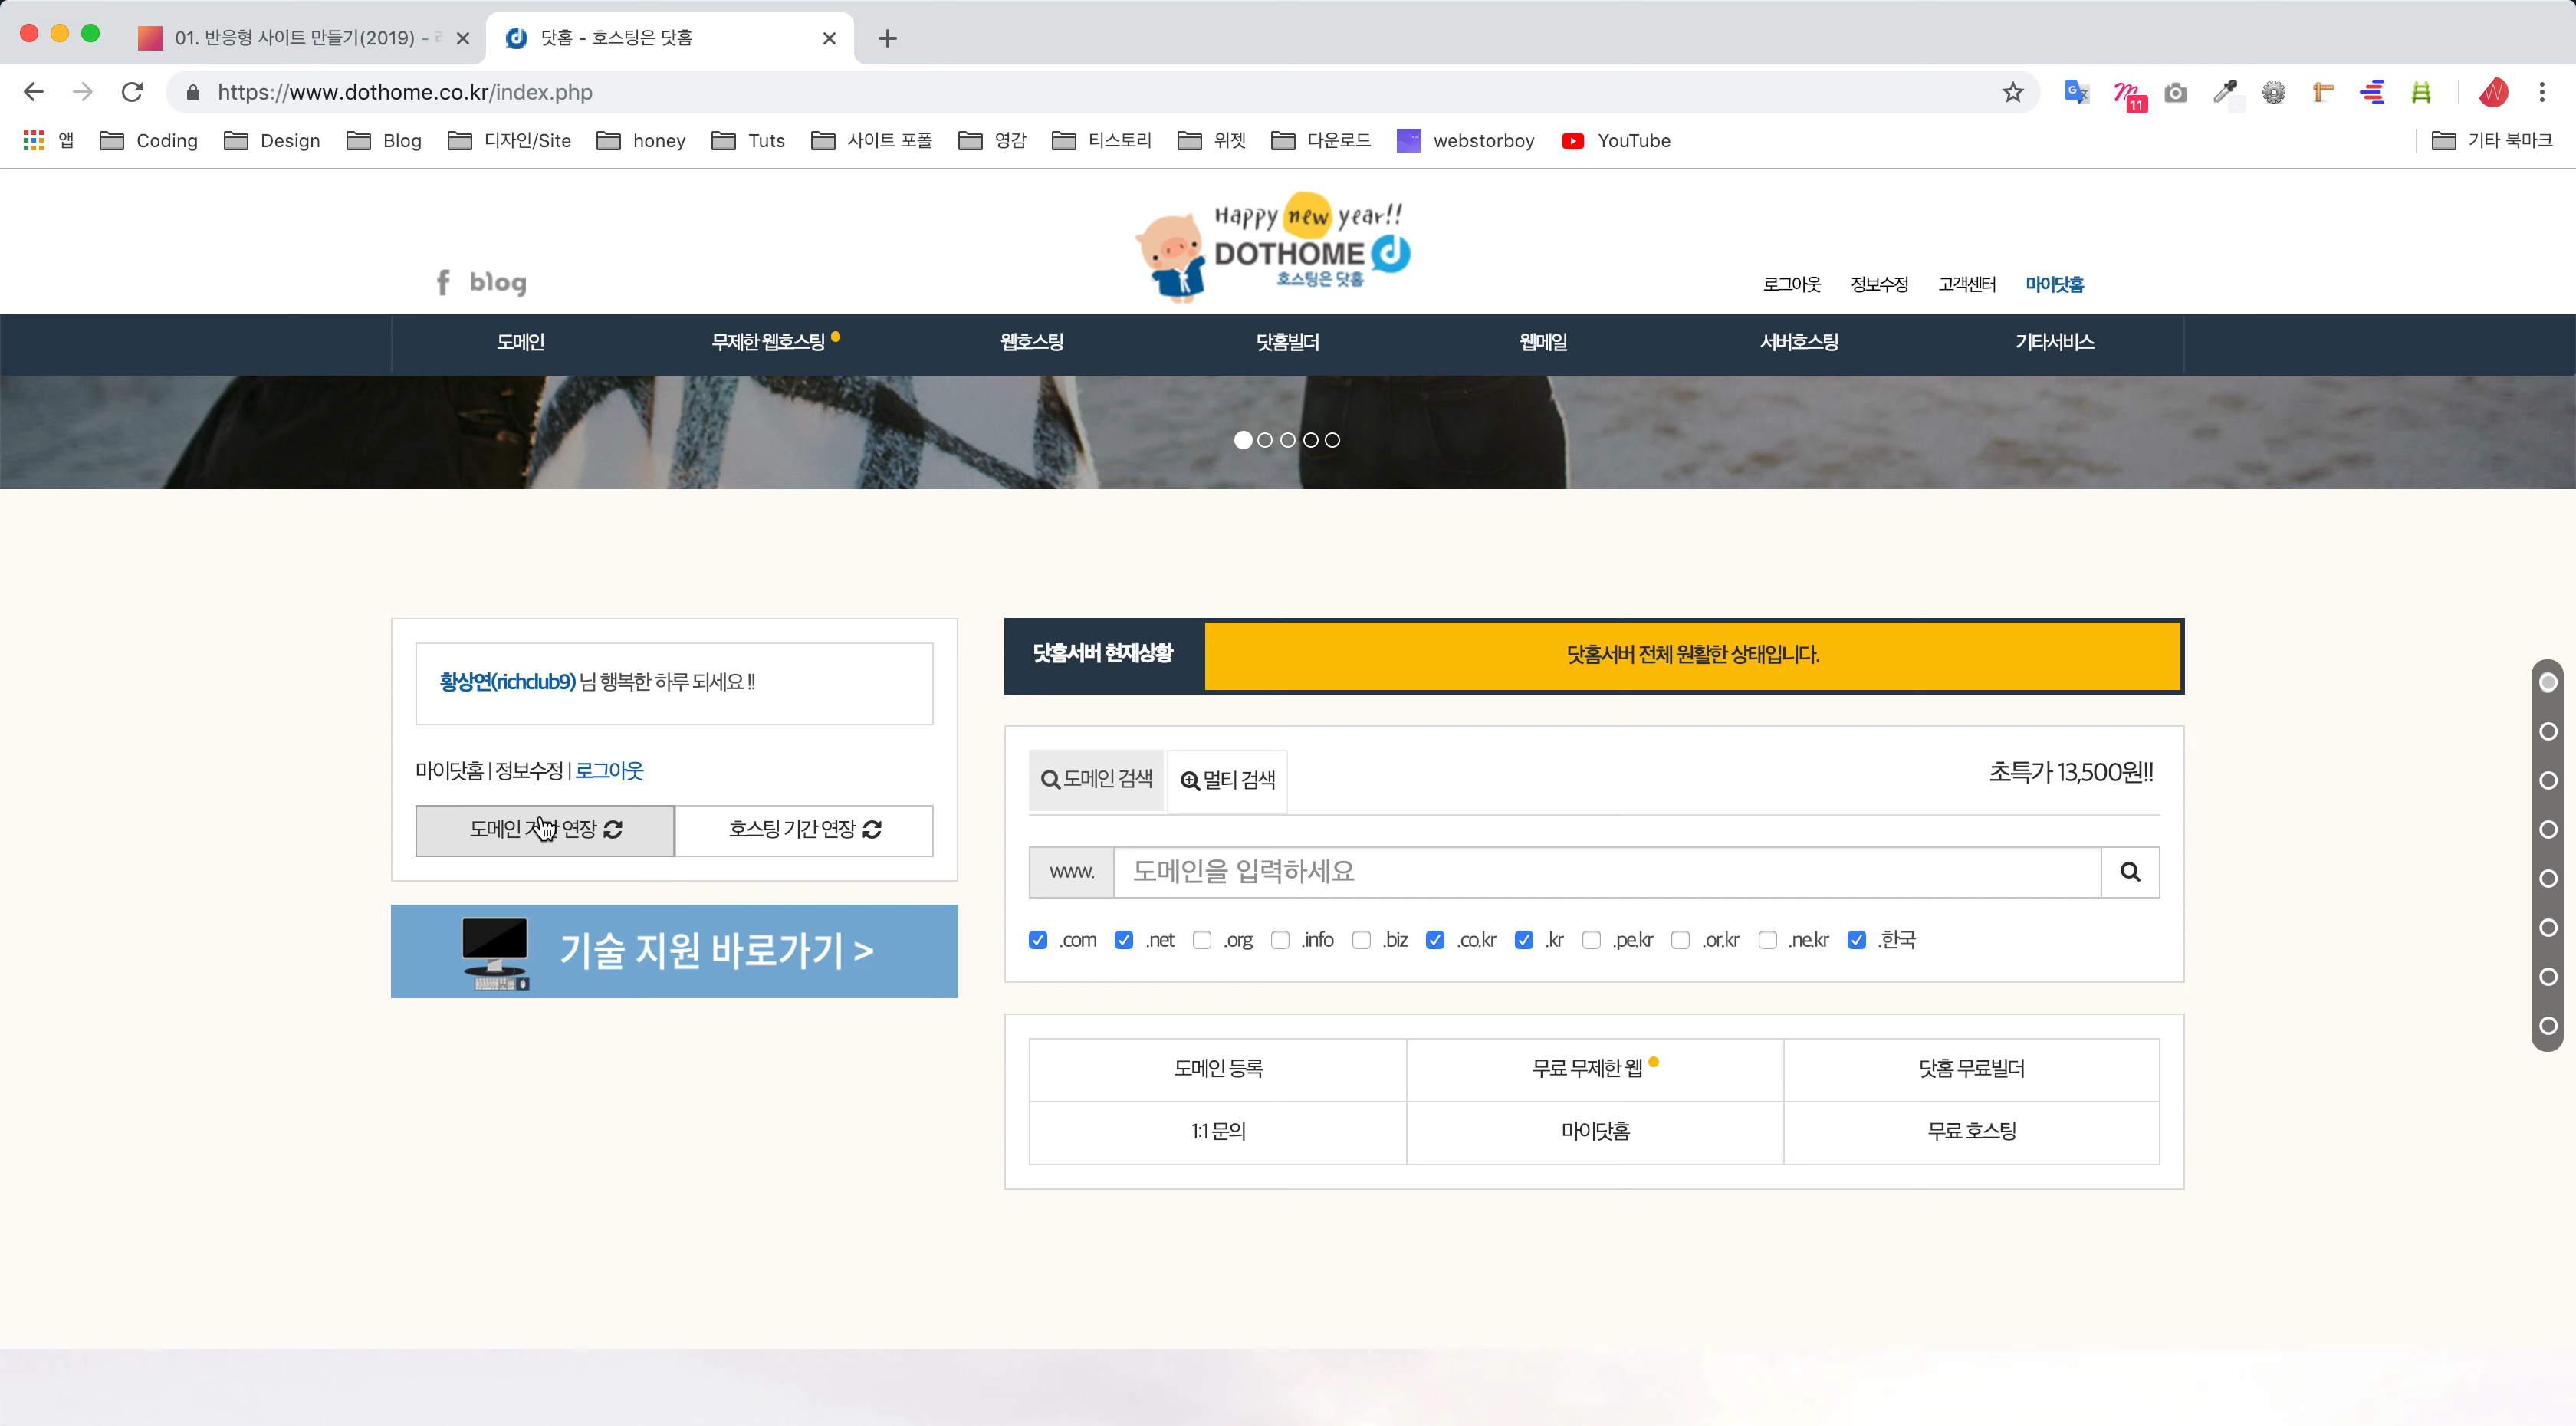 01. 반응형 사이트 만들기(2019) -
닷홈 - 호스팅은 닷홈
https://www.dothome.co.kr/index.php
11
앱
Coding
Design
Blog
디자인/Site
honey
Tuts
사이트 포폴
영감
티스토리
위젯
다운로드
webstorboy
YouTube
기타 북마크
Happy new year!!
DOTHOME
호스팅은 닷홈
f blog
로그아웃 정보수정 고객센터 마이닷홈
도메인 무제한 웹호스팅 웹호스팅 닷홈빌더 웹메일 서버호스팅 기타서비스
황상연(richclub9) 님 행복한 하루 되세요 !!
마이닷홈 | 정보수정 | 로그아웃
도메인 기간 연장 호스팅 기간 연장
기술 지원 바로가기 >
닷홈서버 현재상황 닷홈서버 전체 원활한 상태입니다.
도메인 검색 멀티 검색 초특가 13,500원!!
www. 도메인을 입력하세요
.com .net .org .info .biz .co.kr .kr .pe.kr .or.kr .ne.kr .한국
도메인 등록 무료 무제한 웹 닷홈 무료빌더
1:1 문의 마이닷홈 무료 호스팅